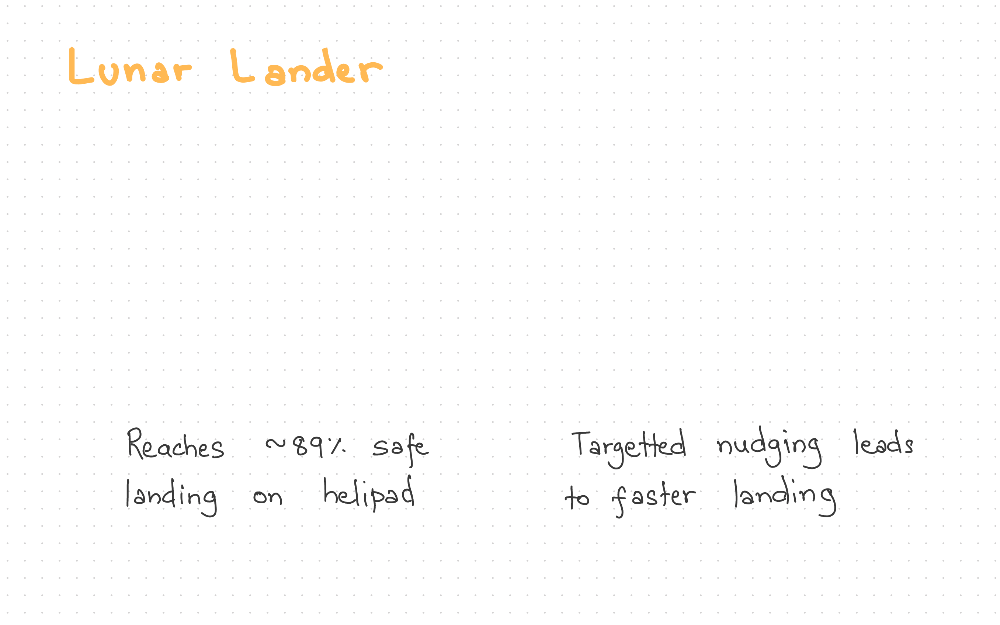 Lunar Lander
Reaches ~89% safe
landing on helipad
Targetted nudging leads
to faster landing